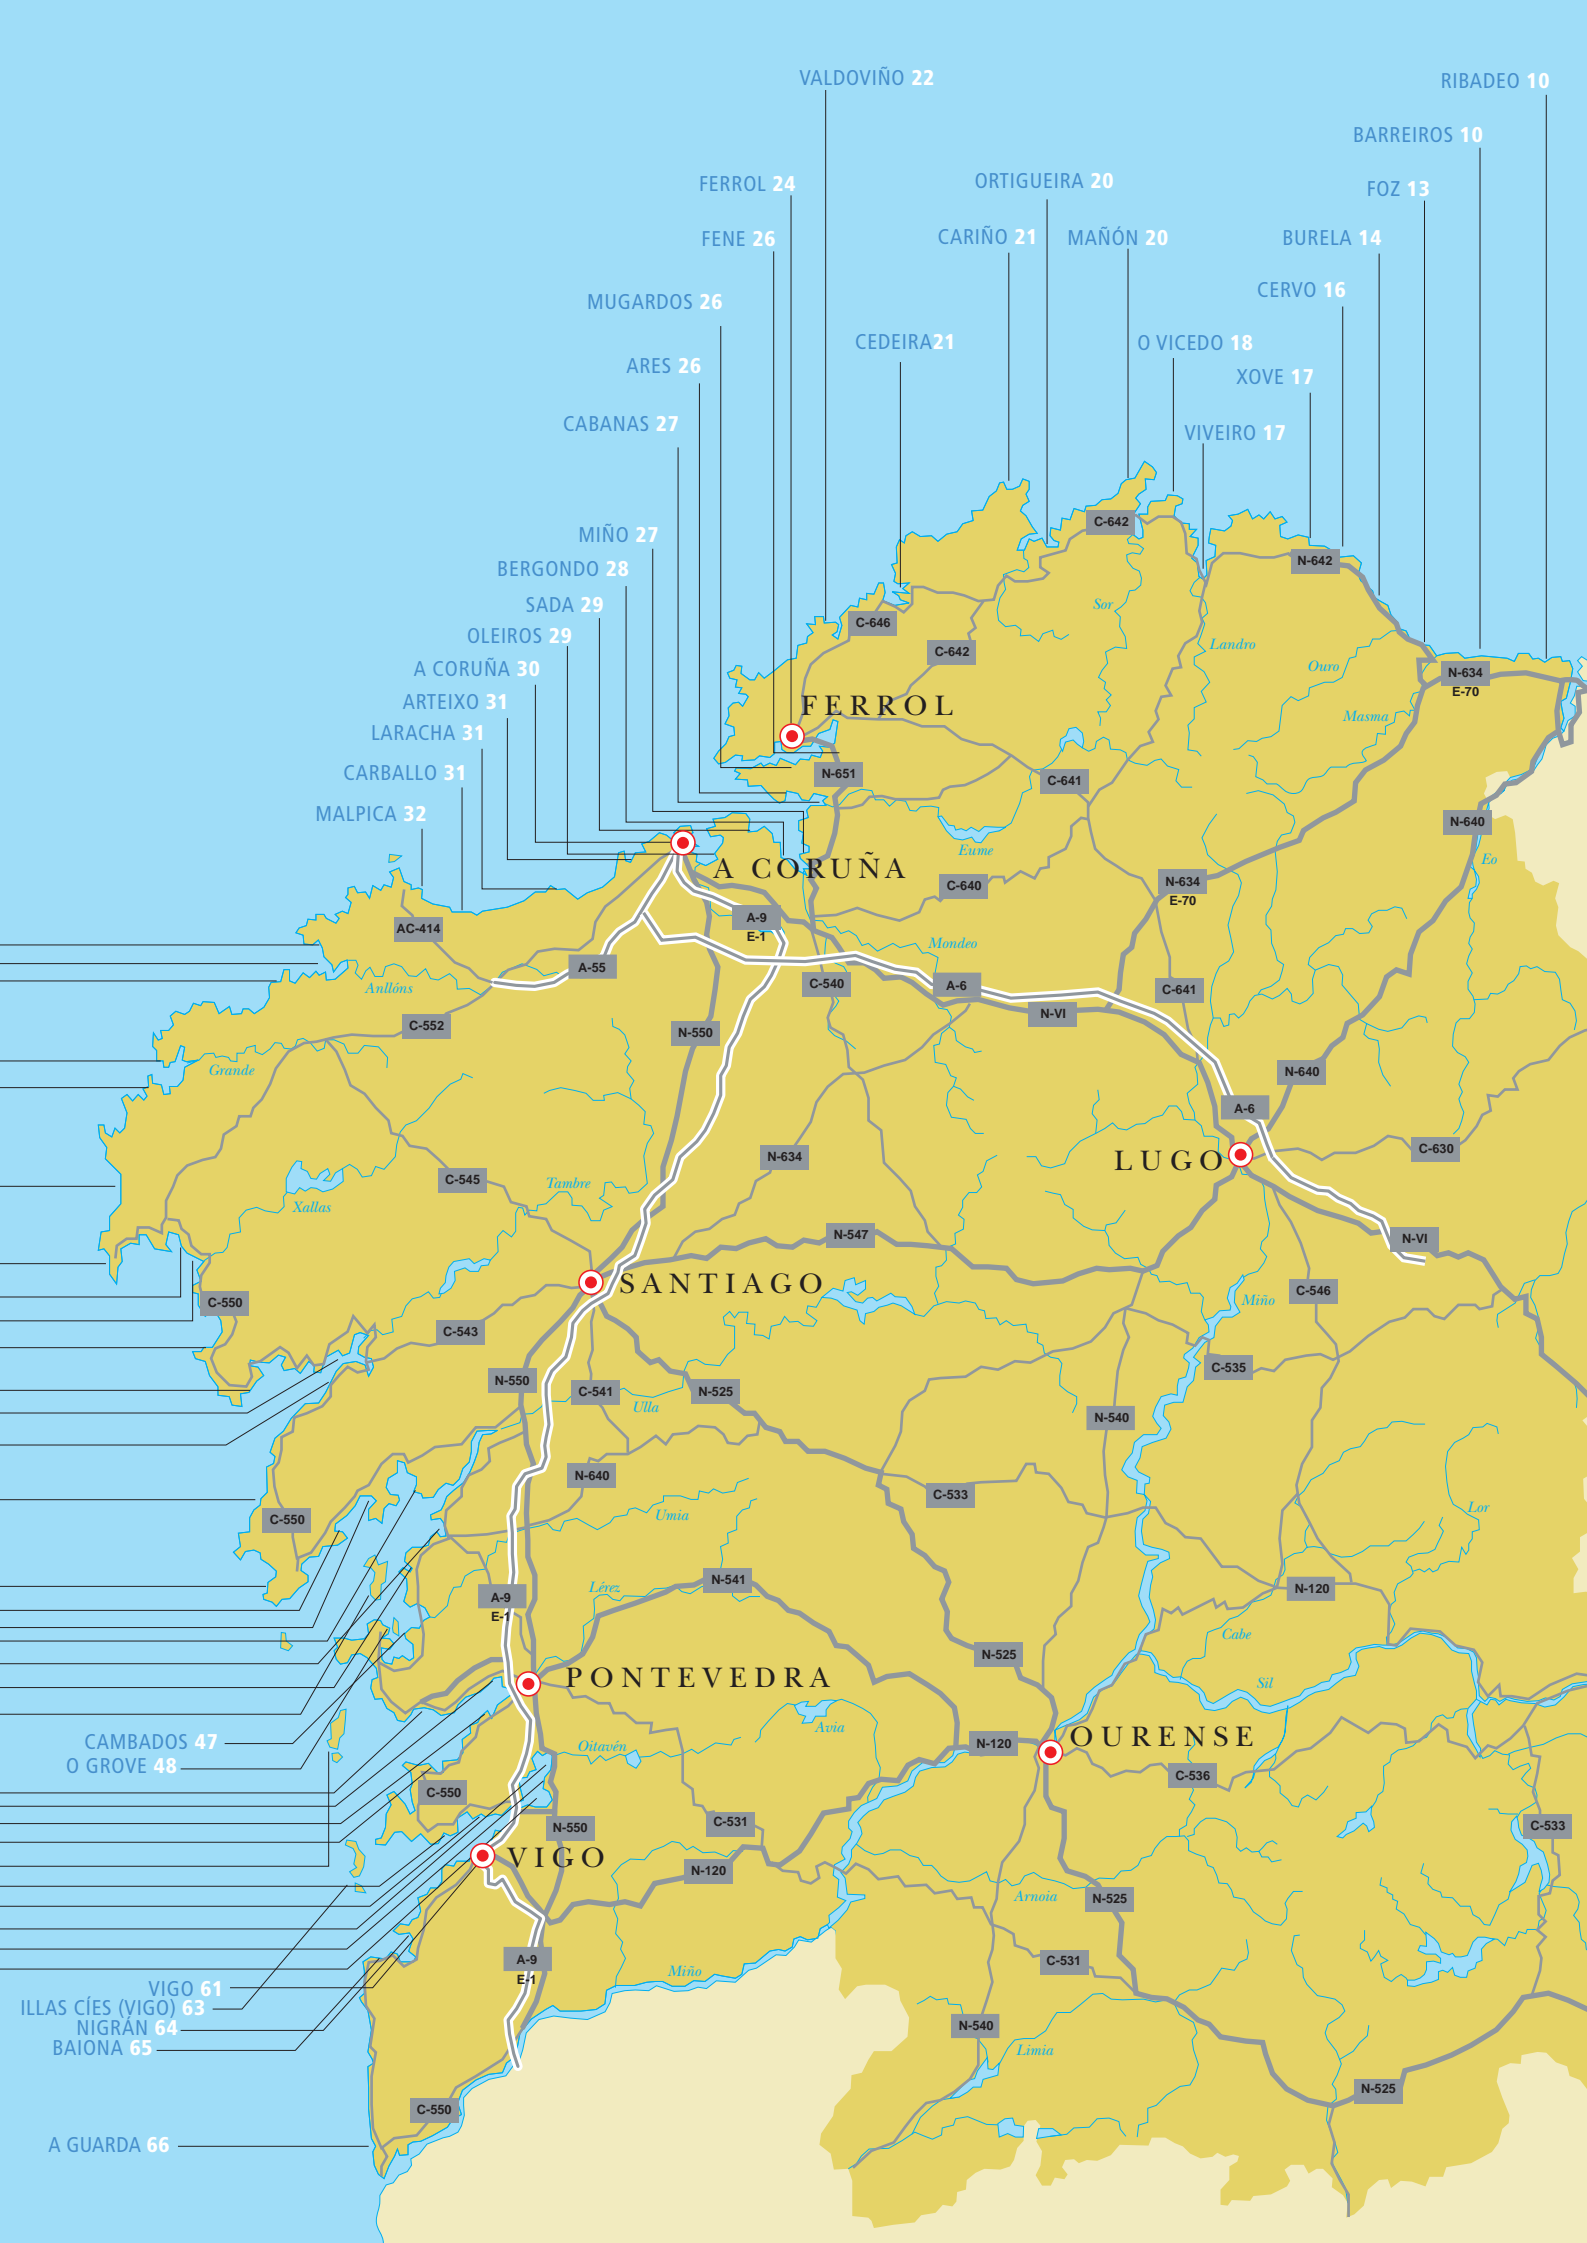 VALDOVIÑO 22
RIBADEO 10
BARREIROS 10
FERROL 24
ORTIGUEIRA 20
FOZ 13
FENE 26
CARIÑO 21
MAÑÓN 20
BURELA 14
CERVO 16
MUGARDOS 26
CEDEIRA21
O VICEDO 18
ARES 26
XOVE 17
CABANAS 27
VIVEIRO 17
C-642
MIÑO 27
N-642
BERGONDO 28
SADA 29
Sor
C-646
OLEIROS 29
Landro
C-642
A CORUÑA 30
Ouro
N-634
E-70
ARTEIXO 31
FERROL
Masma
LARACHA 31
CARBALLO 31
N-651
C-641
MALPICA 32
N-640
Eume
Eo
A CORUÑA
C-640
N-634
E-70
AC-414
A-9
E-1
Mondeo
A-55
Anllóns
C-540
A-6
C-641
N-VI
C-552
N-550
Grande
N-640
A-6
C-630
N-634
LUGO
C-545
Tambre
Xallas
N-547
N-VI
SANTIAGO
C-546
Miño
C-550
C-543
C-535
N-550
C-541
N-525
Ulla
N-540
N-640
C-533
Lor
C-550
Umia
N-541
Lérez
N-120
A-9
E-1
Cabe
N-525
PONTEVEDRA
Sil
Avia
CAMBADOS 47
Oitavén
N-120
OURENSE
O GROVE 48
C-536
C-550
C-531
N-550
C-533
VIGO
N-120
Arnoia
N-525
A-9
E-1
C-531
Miño
VIGO 61
ILLAS CÍES (VIGO) 63
NIGRÁN 64
N-540
BAIONA 65
Limia
N-525
C-550
A GUARDA 66